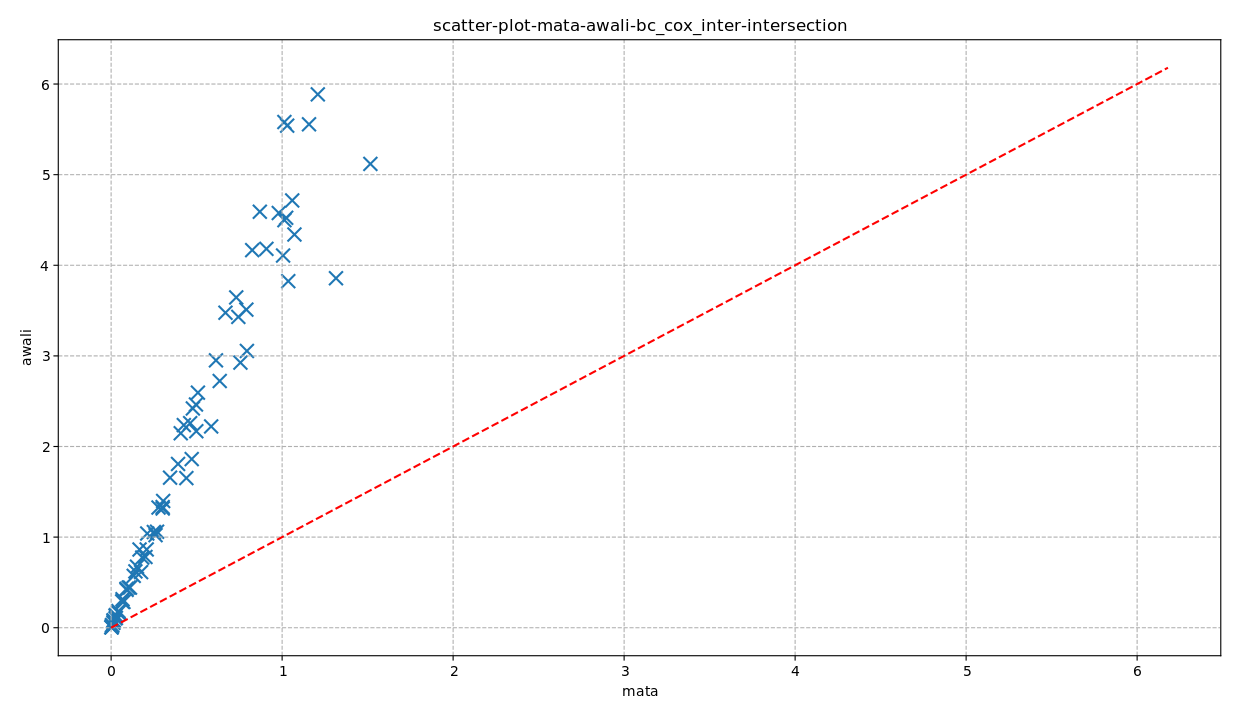 scatter-plot-mata-awali-bc_cox_inter-intersection
6
5
4
3
2
1
0
awali
0 1 2 3 4 5 6
mata